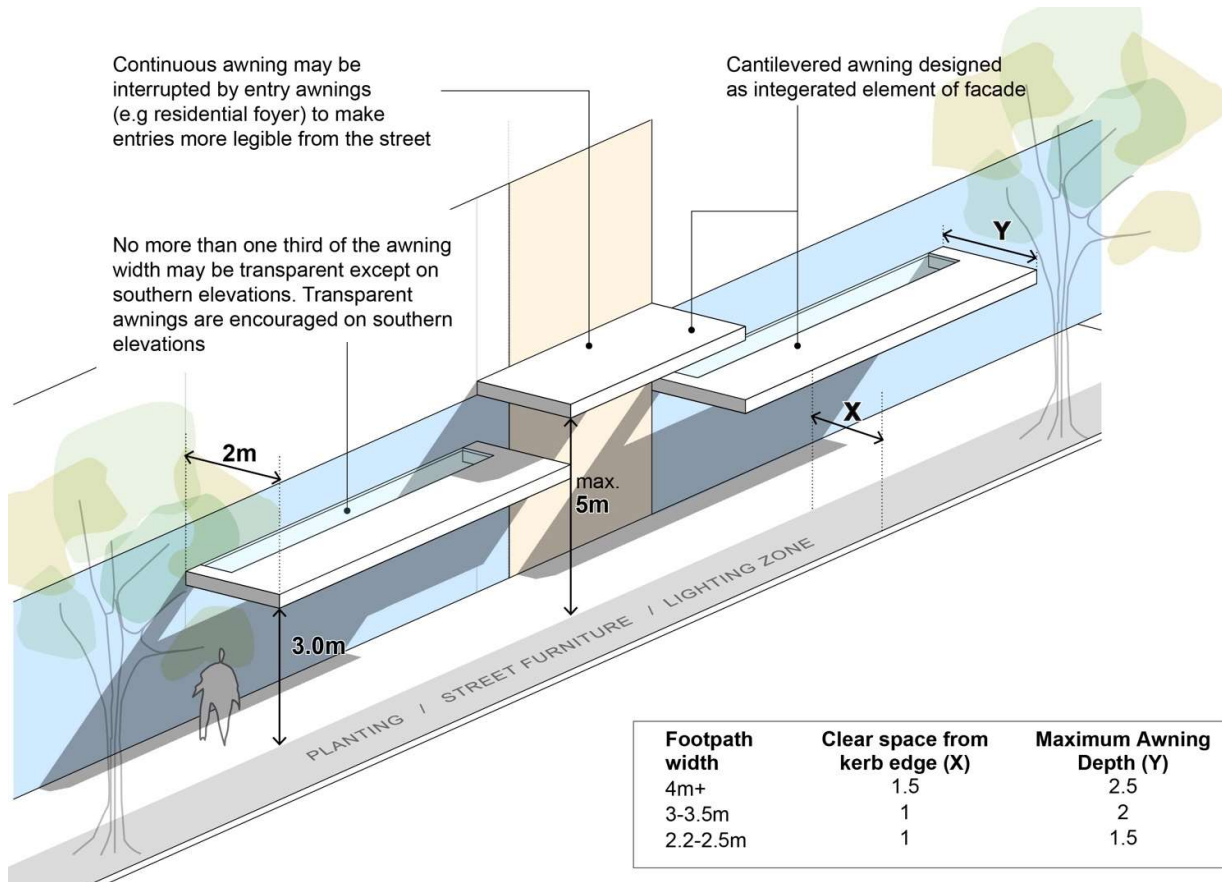 Continuous awning may be
interrupted by entry awnings
(e.g residential foyer) to make
entries more legible from the street
Cantilevered awning designed
as integerated element of facade
No more than one third of the awning
width may be transparent except on
southern elevations. Transparent
awnings are encouraged on southern
elevations
Y
X
2m
max.
5m
3.0m
PLANTING / STREET FURNITURE / LIGHTING ZONE
Footpath width Clear space from kerb edge (X) Maximum Awning Depth (Y)
4m+ 1.5 2.5
3-3.5m 1 2
2.2-2.5m 1 1.5